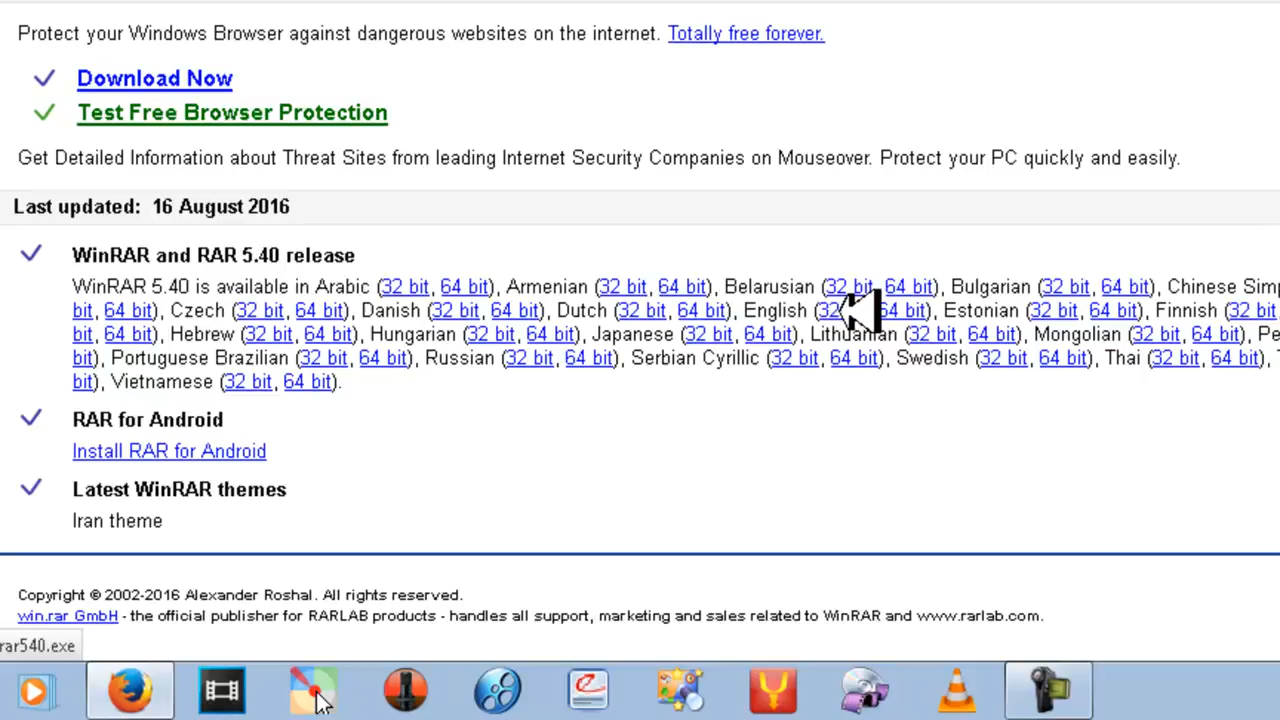 Protect your Windows Browser against dangerous websites on the internet. Totally free forever.
Download Now
Test Free Browser Protection
Get Detailed Information about Threat Sites from leading Internet Security Companies on Mouseover. Protect your PC quickly and easily.
Last updated: 16 August 2016
WinRAR and RAR 5.40 release
WinRAR 5.40 is available in Arabic (32 bit, 64 bit), Armenian (32 bit, 64 bit), Belarusian (32 bit, 64 bit), Bulgarian (32 bit, 64 bit), Chinese
bit, 64 bit), Czech (32 bit, 64 bit), Danish (32 bit, 64 bit), Dutch (32 bit, 64 bit), English (32 64 bit), Estonian (32 bit, 64 bit), Finnish (32 bit
bit, 64 bit), Hebrew (32 bit, 64 bit), Hungarian (32 bit, 64 bit), Japanese (32 bit, 64 bit), Lithuanian (32 bit, 64 bit), Mongolian (32 bit, 64 bit),
bit), Portuguese Brazilian (32 bit, 64 bit), Russian (32 bit, 64 bit), Serbian Cyrillic (32 bit, 64 bit), Swedish (32 bit, 64 bit), Thai (32 bit, 64 bit),
bit), Vietnamese (32 bit, 64 bit).
RAR for Android
Install RAR for Android
Latest WinRAR themes
Iran theme
Copyright © 2002-2016 Alexander Roshal. All rights reserved.
win.rar GmbH - the official publisher for RARLAB products - handles all support, marketing and sales related to WinRAR and www.rarlab.com.
rar540.exe